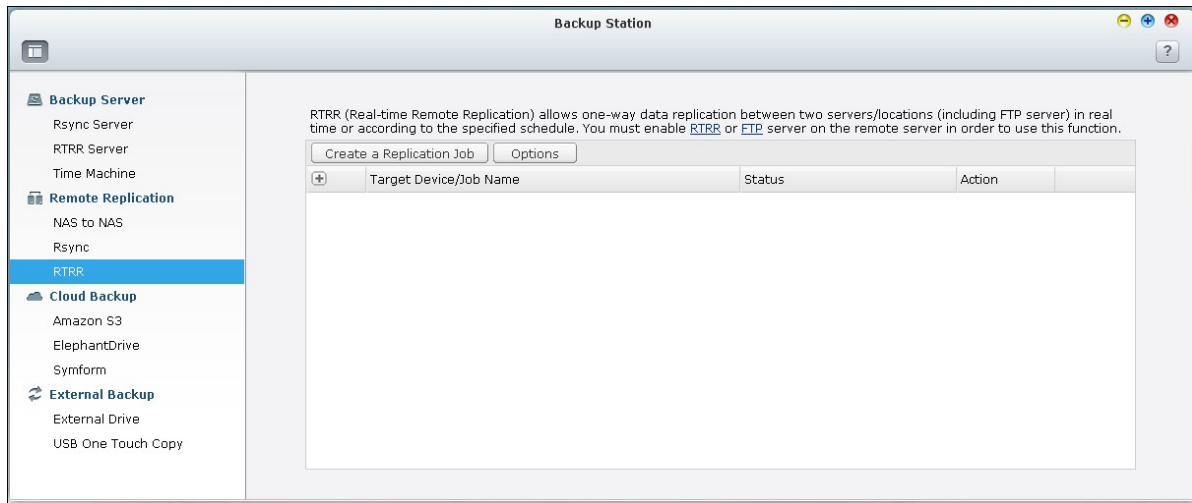 Backup Station
?
Backup Server
Rsync Server
RTRR Server
Time Machine
Remote Replication
NAS to NAS
Rsync
RTRR
Cloud Backup
Amazon S3
ElephantDrive
Symform
External Backup
External Drive
USB One Touch Copy
RTRR (Real-time Remote Replication) allows one-way data replication between two servers/locations (including FTP server) in real
time or according to the specified schedule. You must enable RTRR or FTP server on the remote server in order to use this function.
Create a Replication Job Options
Target Device/Job Name Status Action